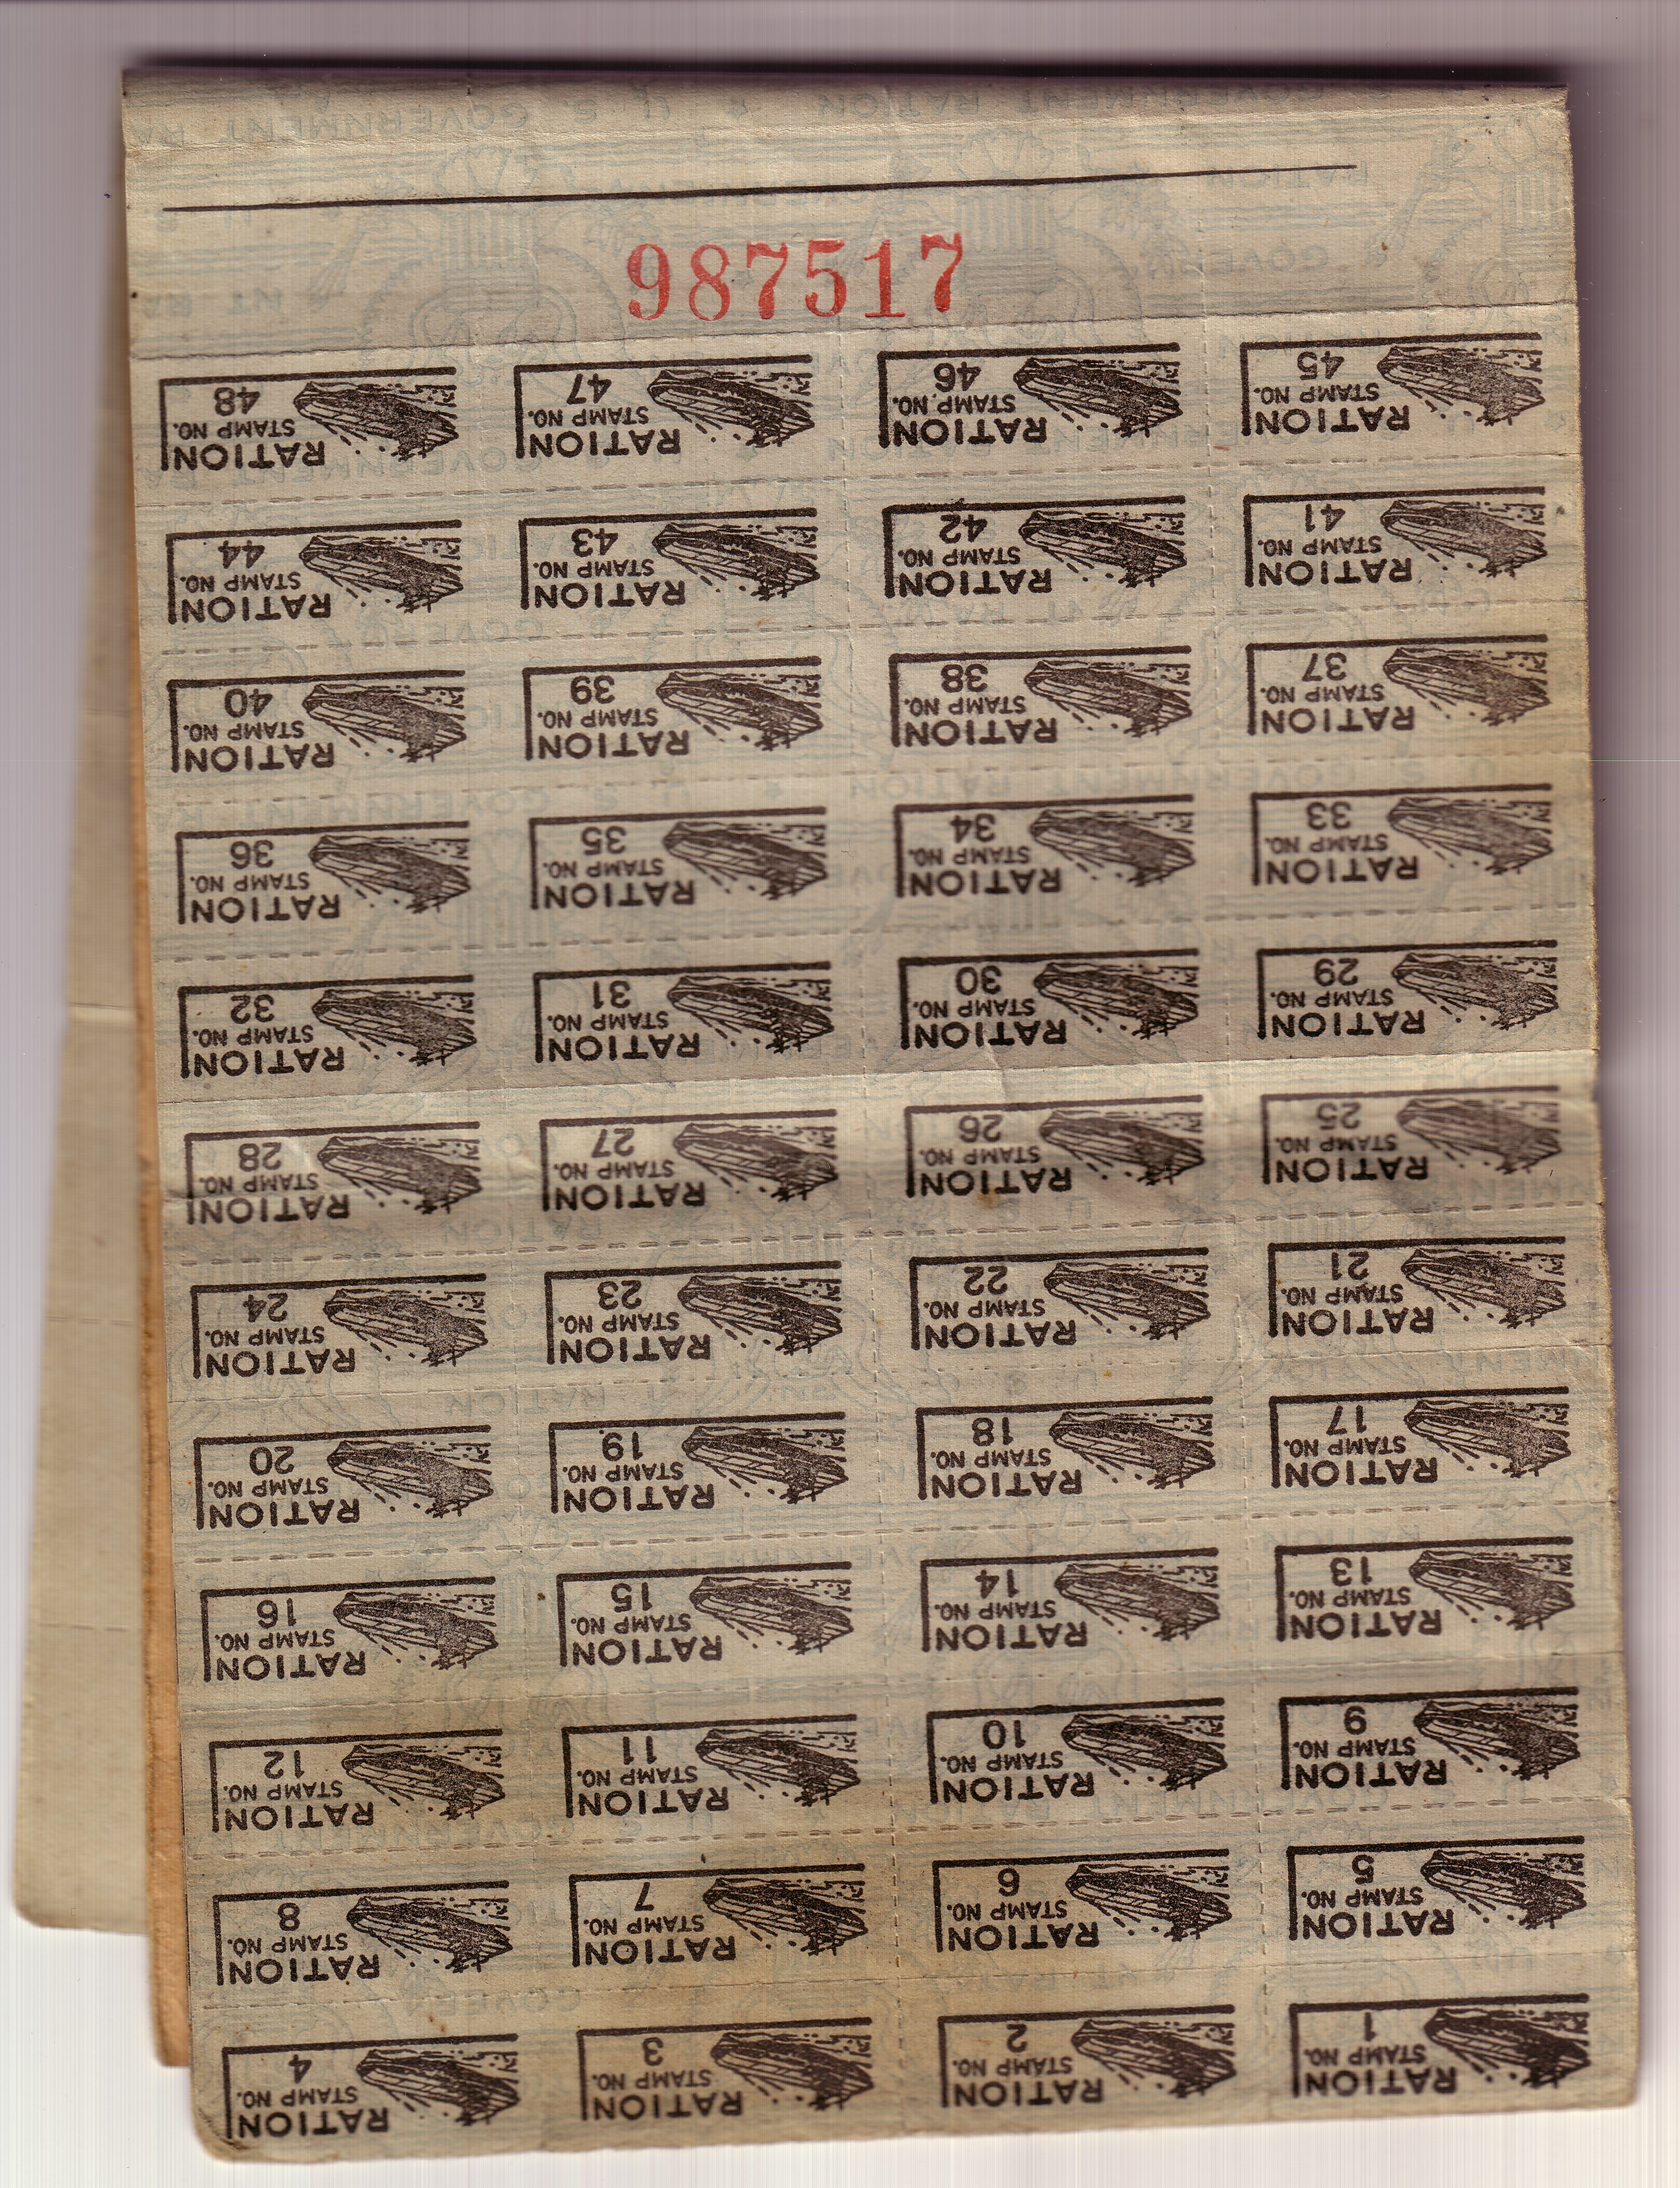 987517
RATION RATION RATION RATION
STAMP NO. STAMP NO. STAMP NO. STAMP NO.
1 2 3 4
RATION RATION RATION RATION
STAMP NO. STAMP NO. STAMP NO. STAMP NO.
5 6 7 8
RATION RATION RATION RATION
STAMP NO. STAMP NO. STAMP NO. STAMP NO.
9 10 11 12
RATION RATION RATION RATION
STAMP NO. STAMP NO. STAMP NO. STAMP NO.
13 14 15 16
RATION RATION RATION RATION
STAMP NO. STAMP NO. STAMP NO. STAMP NO.
17 18 19 20
RATION RATION RATION RATION
STAMP NO. STAMP NO. STAMP NO. STAMP NO.
21 22 23 24
RATION RATION RATION RATION
STAMP NO. STAMP NO. STAMP NO. STAMP NO.
25 26 27 28
RATION RATION RATION RATION
STAMP NO. STAMP NO. STAMP NO. STAMP NO.
29 30 31 32
RATION RATION RATION RATION
STAMP NO. STAMP NO. STAMP NO. STAMP NO.
33 34 35 36
RATION RATION RATION RATION
STAMP NO. STAMP NO. STAMP NO. STAMP NO.
37 38 39 40
RATION RATION RATION RATION
STAMP NO. STAMP NO. STAMP NO. STAMP NO.
41 42 43 44
RATION RATION RATION RATION
STAMP NO. STAMP NO. STAMP NO. STAMP NO.
45 46 47 48